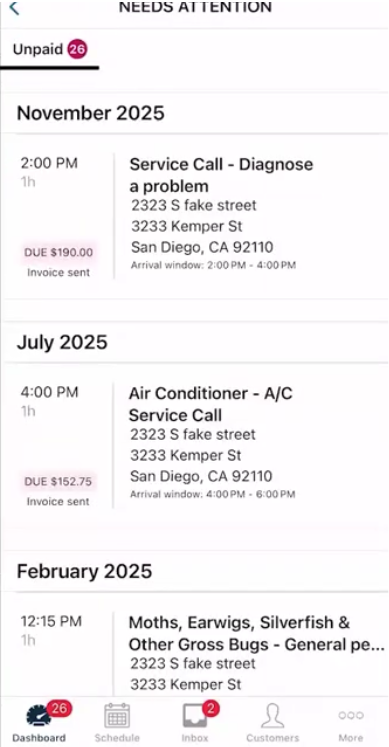 NEEDS ATTENTION
Unpaid 26
November 2025
2:00 PM
1h
DUE $190.00
Invoice sent
Service Call - Diagnose
a problem
2323 S fake street
3233 Kemper St
San Diego, CA 92110
Arrival window: 2:00 PM - 4:00 PM
July 2025
4:00 PM
1h
DUE $152.75
Invoice sent
Air Conditioner - A/C
Service Call
2323 S fake street
3233 Kemper St
San Diego, CA 92110
Arrival window: 4:00 PM - 6:00 PM
February 2025
12:15 PM
1h
Moths, Earwigs, Silverfish &
Other Gross Bugs - General pe...
2323 S fake street
3233 Kemper St
26
2
Dashboard Schedule Inbox Customers More